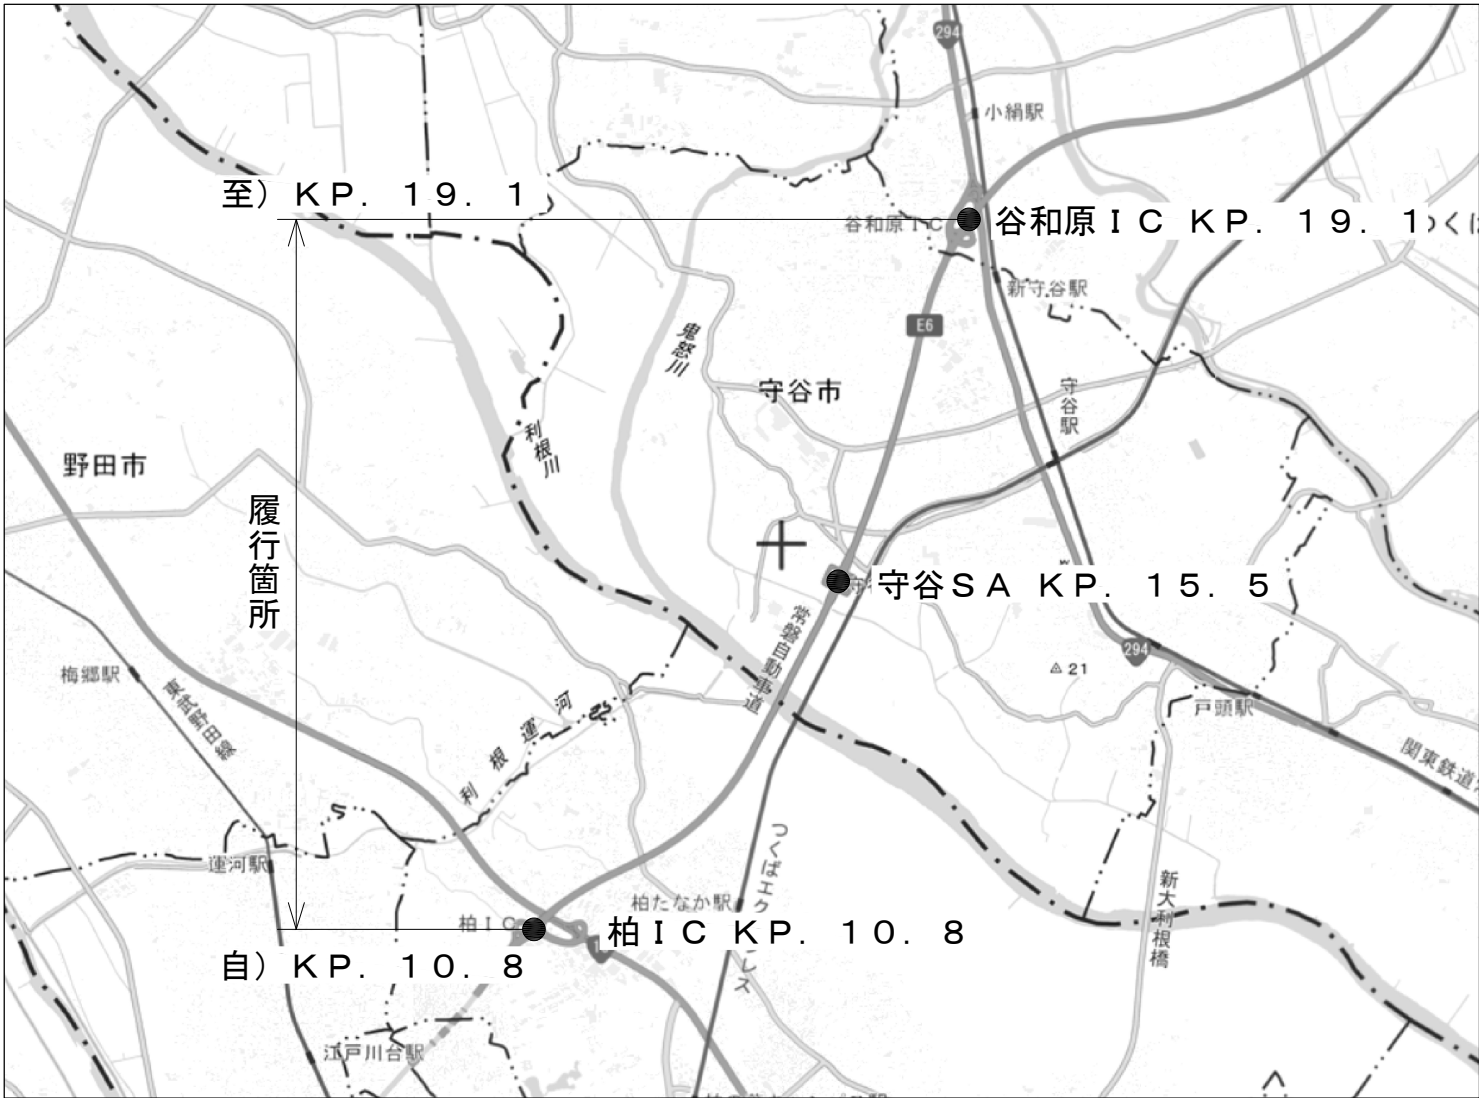 294
小絹駅
至) KP. 19. 1
谷和原IC
谷和原IC KP. 19. 1
つくば
新守谷駅
E6
鬼怒川
守谷市
守谷駅
利根川
野田市
履行箇所
守谷SA KP. 15. 5
常磐自動車道
294
21
梅郷駅
東武野田線
戸頭駅
利根運河
関東鉄道
つくばエク
レス
運河駅
新大利根橋
柏たなか駅
柏IC
柏IC KP. 10. 8
自) KP. 10. 8
江戸川台駅